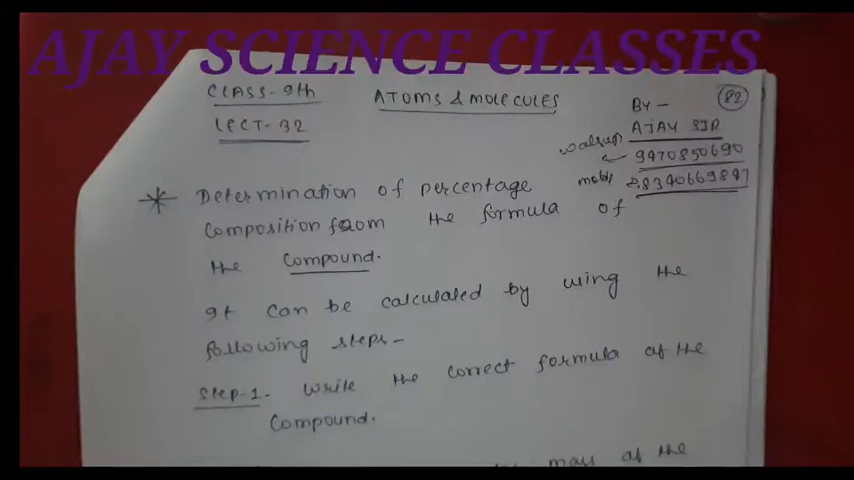 AJAY SCIENCE CLASSES
CLASS-9th
ATOMS & MOLECULES
BY-
82
LECT-32
AJAY SIR
9470850690
8340669847
* Determination of percentage
Composition from the formula of
the Compound.
It can be calculated by using the
following steps-
Step-1. Write the correct formula of the
Compound.
mass of the